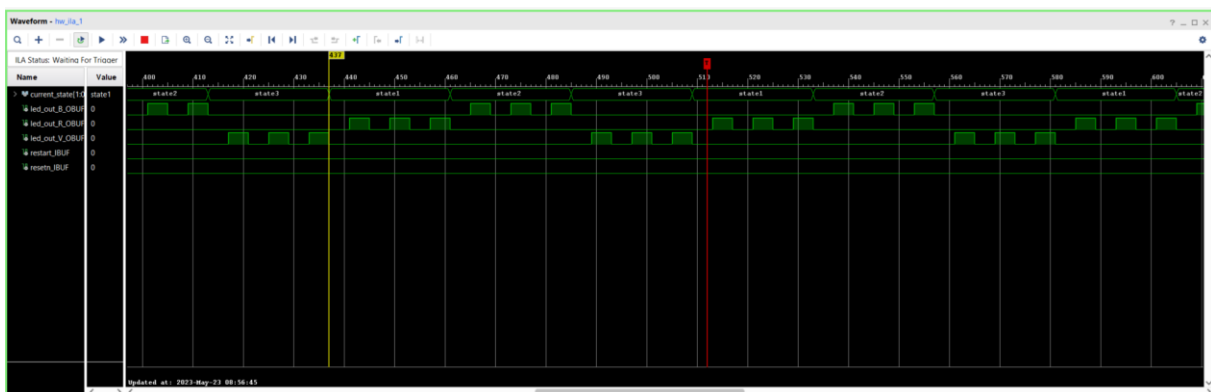 Waveform - hw_ila_1
ILA Status: Waiting For Trigger
437
Name Value
400 410 420 430 440 450 460 470 480 490 500 510 520 530 540 550 560 570 580 590 600
current_state[1:0 state1
state2 state3 state1 state2 state3 state1 state2 state3 state1 state2
led_out_B_OBUF 0
led_out_R_OBUF 0
led_out_V_OBUF 0
restart_IBUF 0
resetn_IBUF 0
Updated at: 2023-May-23 08:56:45